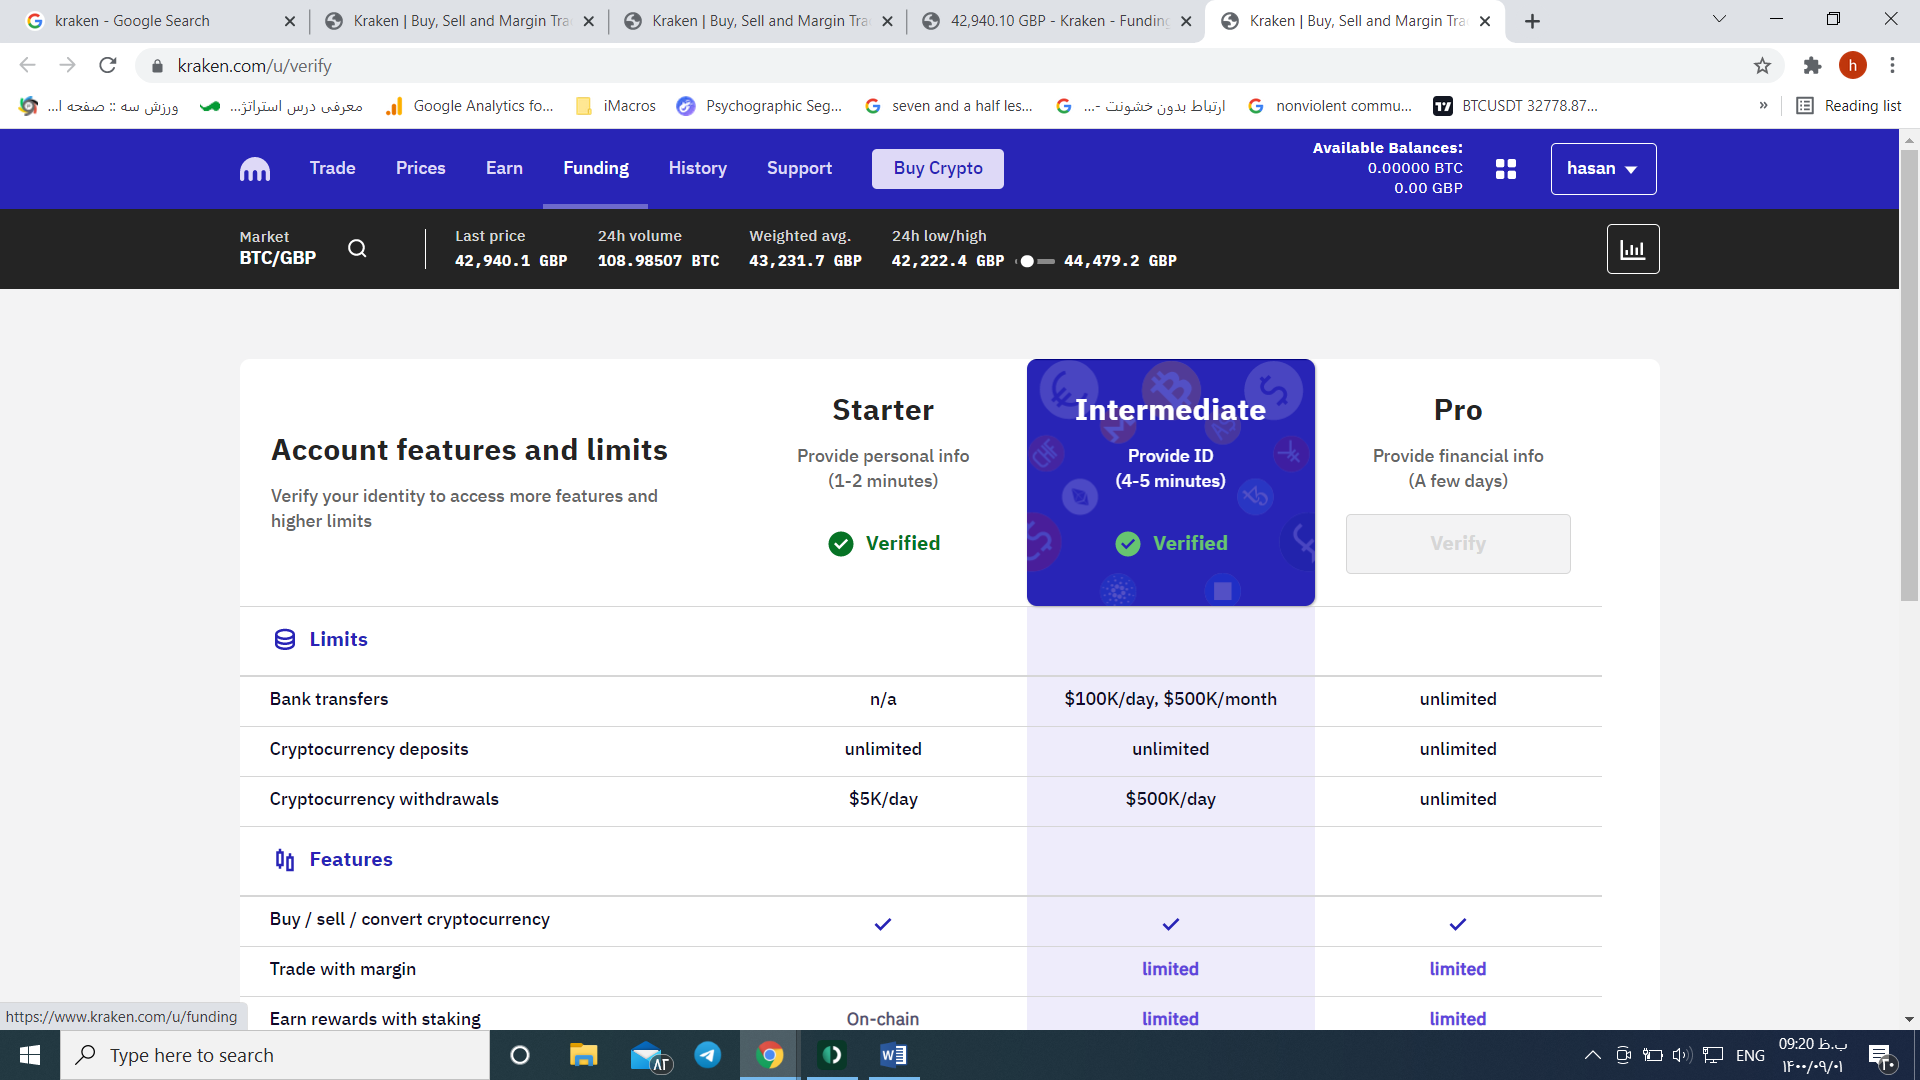 kraken - Google Search
Kraken | Buy, Sell and Margin Tra
Kraken | Buy, Sell and Margin Tra
42,940.10 GBP - Kraken - Funding
Kraken | Buy, Sell and Margin Tra
kraken.com/u/verify
h
ورزش سه :: صفحه ا...
معرفی درس استراتژ...
Google Analytics fo...
iMacros
Psychographic Seg...
seven and a half les...
ارتباط بدون خشونت -...
nonviolent commu...
BTCUSDT 32778.87...
»
Reading list
Trade
Prices
Earn
Funding
History
Support
Buy Crypto
Available Balances:
0.00000 BTC
0.00 GBP
hasan
Market
BTC/GBP
Last price
42,940.1 GBP
24h volume
108.98507 BTC
Weighted avg.
43,231.7 GBP
24h low/high
42,222.4 GBP
44,479.2 GBP
Account features and limits
Verify your identity to access more features and
higher limits
Starter
Provide personal info
(1-2 minutes)
Verified
Intermediate
Provide ID
(4-5 minutes)
Verified
Pro
Provide financial info
(A few days)
Verify
Limits
Bank transfers
n/a
$100K/day, $500K/month
unlimited
Cryptocurrency deposits
unlimited
unlimited
unlimited
Cryptocurrency withdrawals
$5K/day
$500K/day
unlimited
Features
Buy / sell / convert cryptocurrency
Trade with margin
limited
limited
Earn rewards with staking
On-chain
limited
limited
https://www.kraken.com/u/funding
Type here to search
۸۲
ENG
09:20 ب.ظ
۱۴۰۰/۰۹/۰۱
۲۰